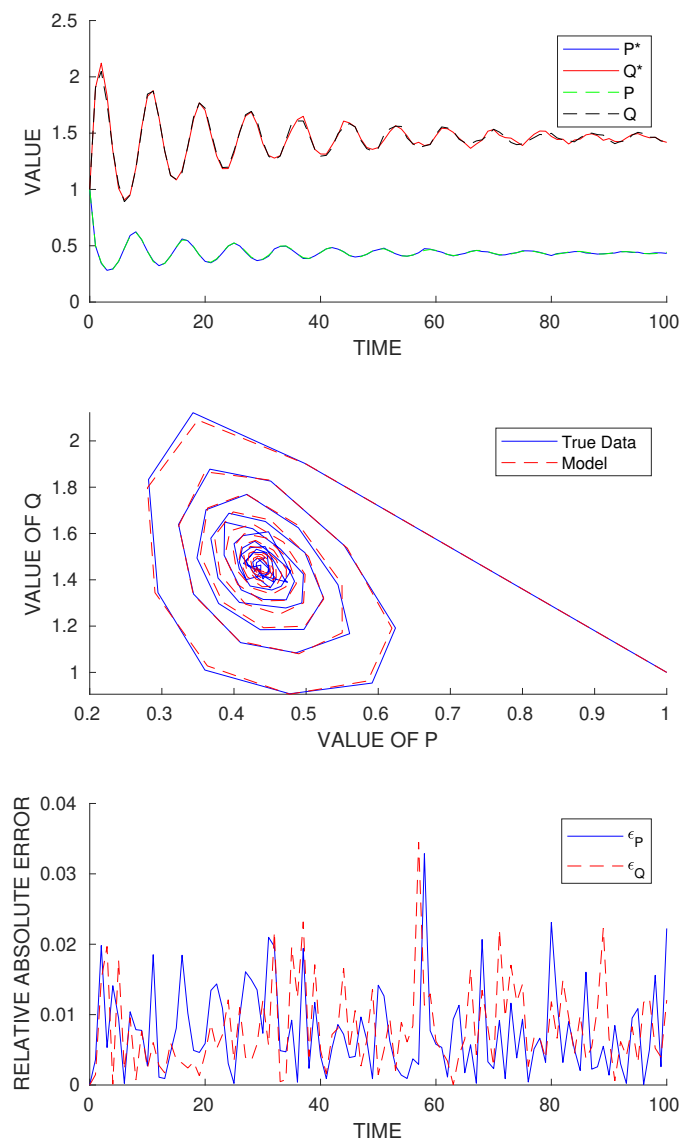 2.5
2
1.5
1
0.5
0
VALUE
P*
Q*
P
Q
0 20 40 60 80 100
TIME
2
1.8
1.6
1.4
1.2
1
VALUE OF Q
True Data
Model
0.2 0.3 0.4 0.5 0.6 0.7 0.8 0.9 1
VALUE OF P
0.04
0.03
0.02
0.01
0
RELATIVE ABSOLUTE ERROR
ϵ_P
ϵ_Q
0 20 40 60 80 100
TIME